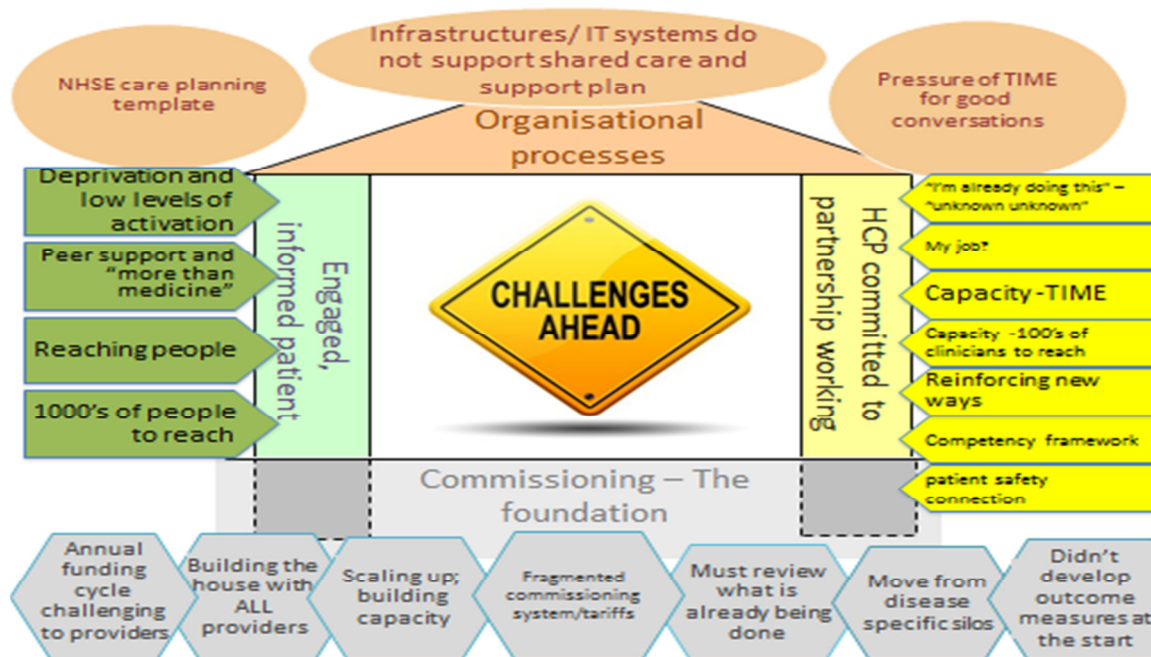 NHSE care planning
template
Infrastructures/ IT systems do
not support shared care and
support plan
Pressure of TIME
for good
conversations
Organisational
processes
Deprivation and
low levels of
activation
Peer support and
"more than
medicine"
Reaching people
1000's of people
to reach
Engaged,
informed patient
CHALLENGES
AHEAD
HCP committed to
partnership working
"I'm already doing this" –
"unknown unknown"
My job?
Capacity -TIME
Capacity -100's of
clinicians to reach
Reinforcing new
ways
Competency framework
patient safety
connection
Commissioning – The
foundation
Annual
funding
cycle
challenging
to providers
Building the
house with
ALL
providers
Scaling up;
building
capacity
Fragmented
commissioning
system/tariffs
Must review
what is
already being
done
Move from
disease
specific silos
Didn't
develop
outcome
measures at
the start